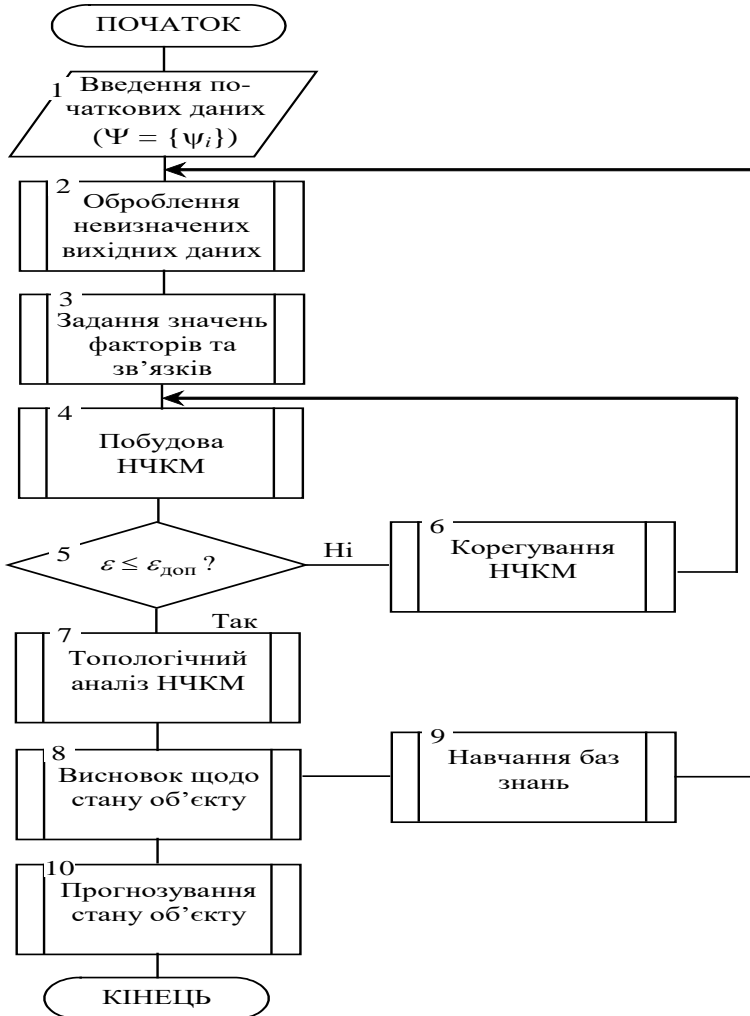 ПОЧАТОК
1
Введення по-
чаткових даних
(Ψ = {ψi})
2
Оброблення
невизначених
вихідних даних
3
Задання значень
факторів та
зв’язків
4
Побудова
НЧКМ
5
ε ≤ εдоп ?
Ні
6
Корегування
НЧКМ
Так
7
Топологічний
аналіз НЧКМ
8
Висновок щодо
стану об’єкту
9
Навчання баз
знань
10
Прогнозування
стану об’єкту
КІНЕЦЬ